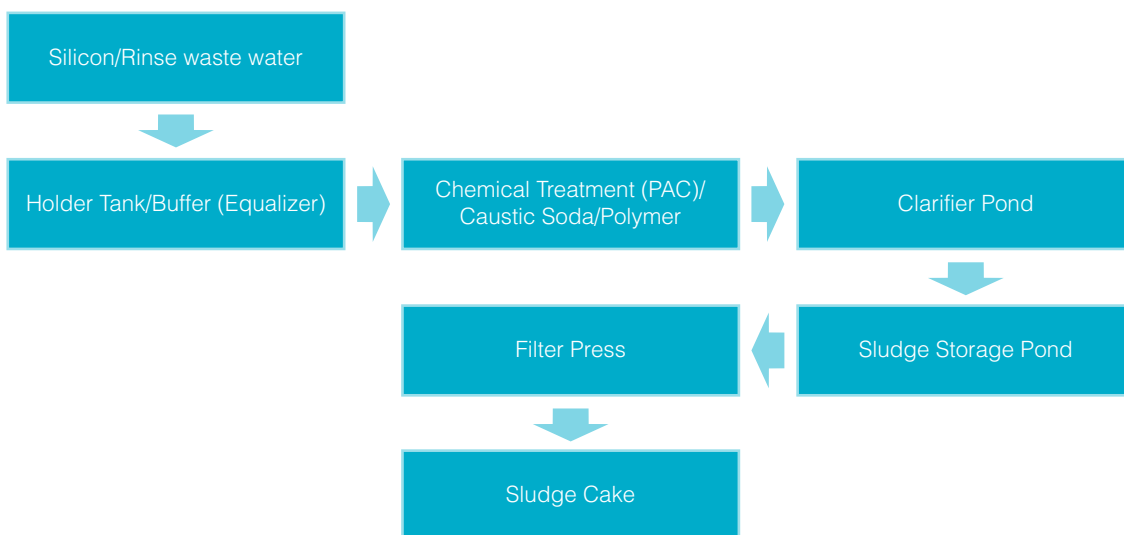 Silicon/Rinse waste water
Holder Tank/Buffer (Equalizer)
Chemical Treatment (PAC)/
Caustic Soda/Polymer
Clarifier Pond
Sludge Storage Pond
Filter Press
Sludge Cake